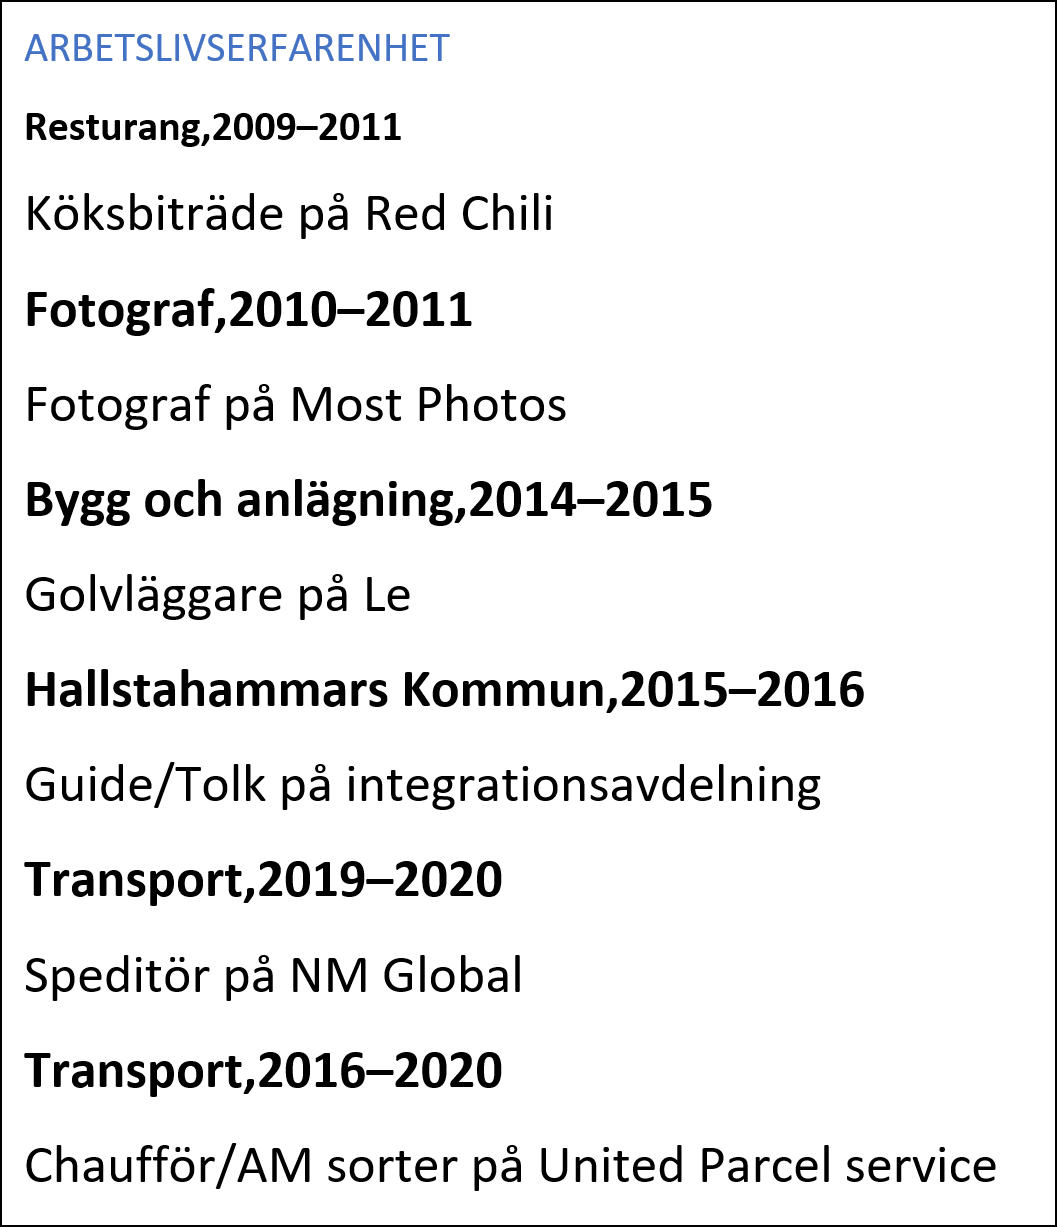 ARBETSLIVSERFARENHET
Resturang,2009–2011
Köksbiträde på Red Chili
Fotograf,2010–2011
Fotograf på Most Photos
Bygg och anlägning,2014–2015
Golvläggare på Le
Hallstahammars Kommun,2015–2016
Guide/Tolk på integrationsavdelning
Transport,2019–2020
Speditör på NM Global
Transport,2016–2020
Chaufför/AM sorter på United Parcel service